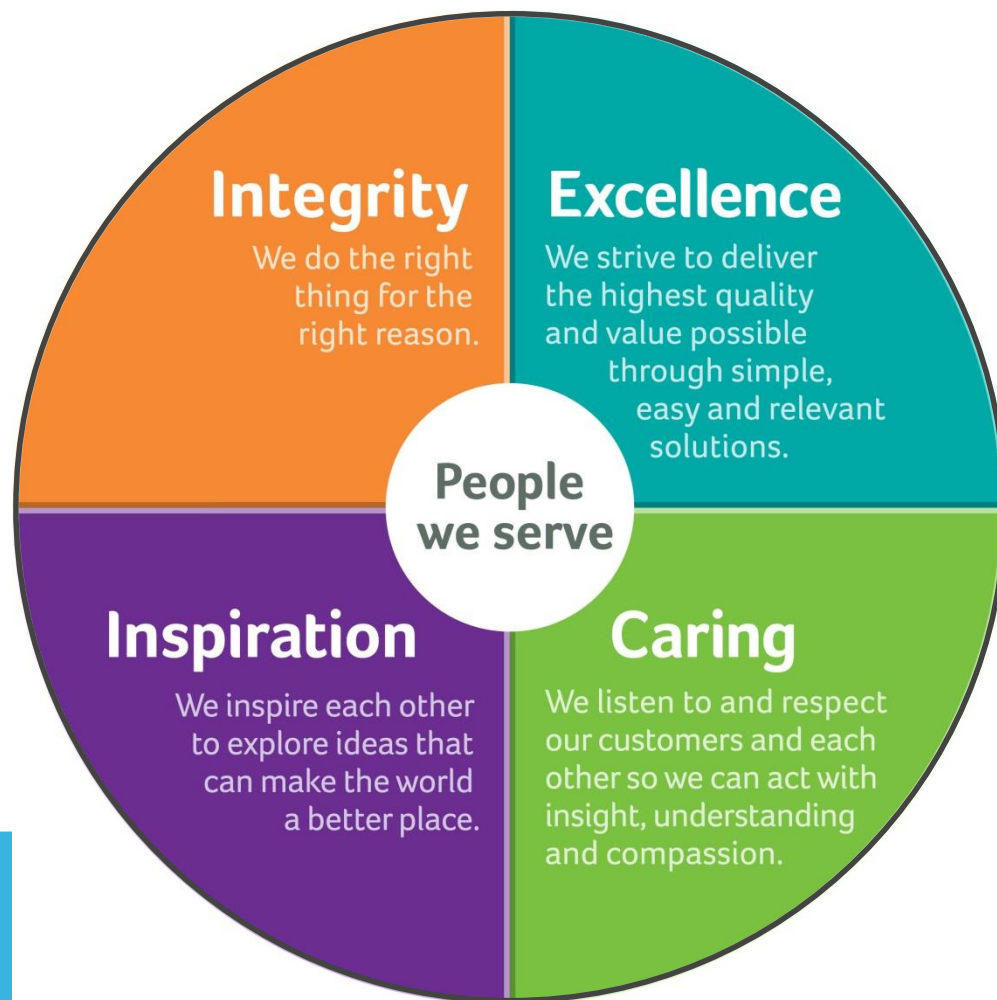 Integrity
We do the right
thing for the
right reason.
Excellence
We strive to deliver
the highest quality
and value possible
through simple,
easy and relevant
solutions.
People
we serve
Inspiration
We inspire each other
to explore ideas that
can make the world
a better place.
Caring
We listen to and respect
our customers and each
other so we can act with
insight, understanding
and compassion.